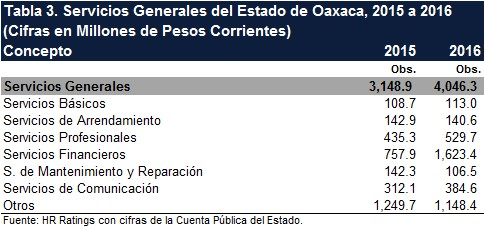 Tabla 3. Servicios Generales del Estado de Oaxaca, 2015 a 2016
(Cifras en Millones de Pesos Corrientes)
Concepto 2015 2016
Obs. Obs.
Servicios Generales 3,148.9 4,046.3
Servicios Básicos 108.7 113.0
Servicios de Arrendamiento 142.9 140.6
Servicios Profesionales 435.3 529.7
Servicios Financieros 757.9 1,623.4
S. de Mantenimiento y Reparación 142.3 106.5
Servicios de Comunicación 312.1 384.6
Otros 1,249.7 1,148.4
Fuente: HR Ratings con cifras de la Cuenta Pública del Estado.